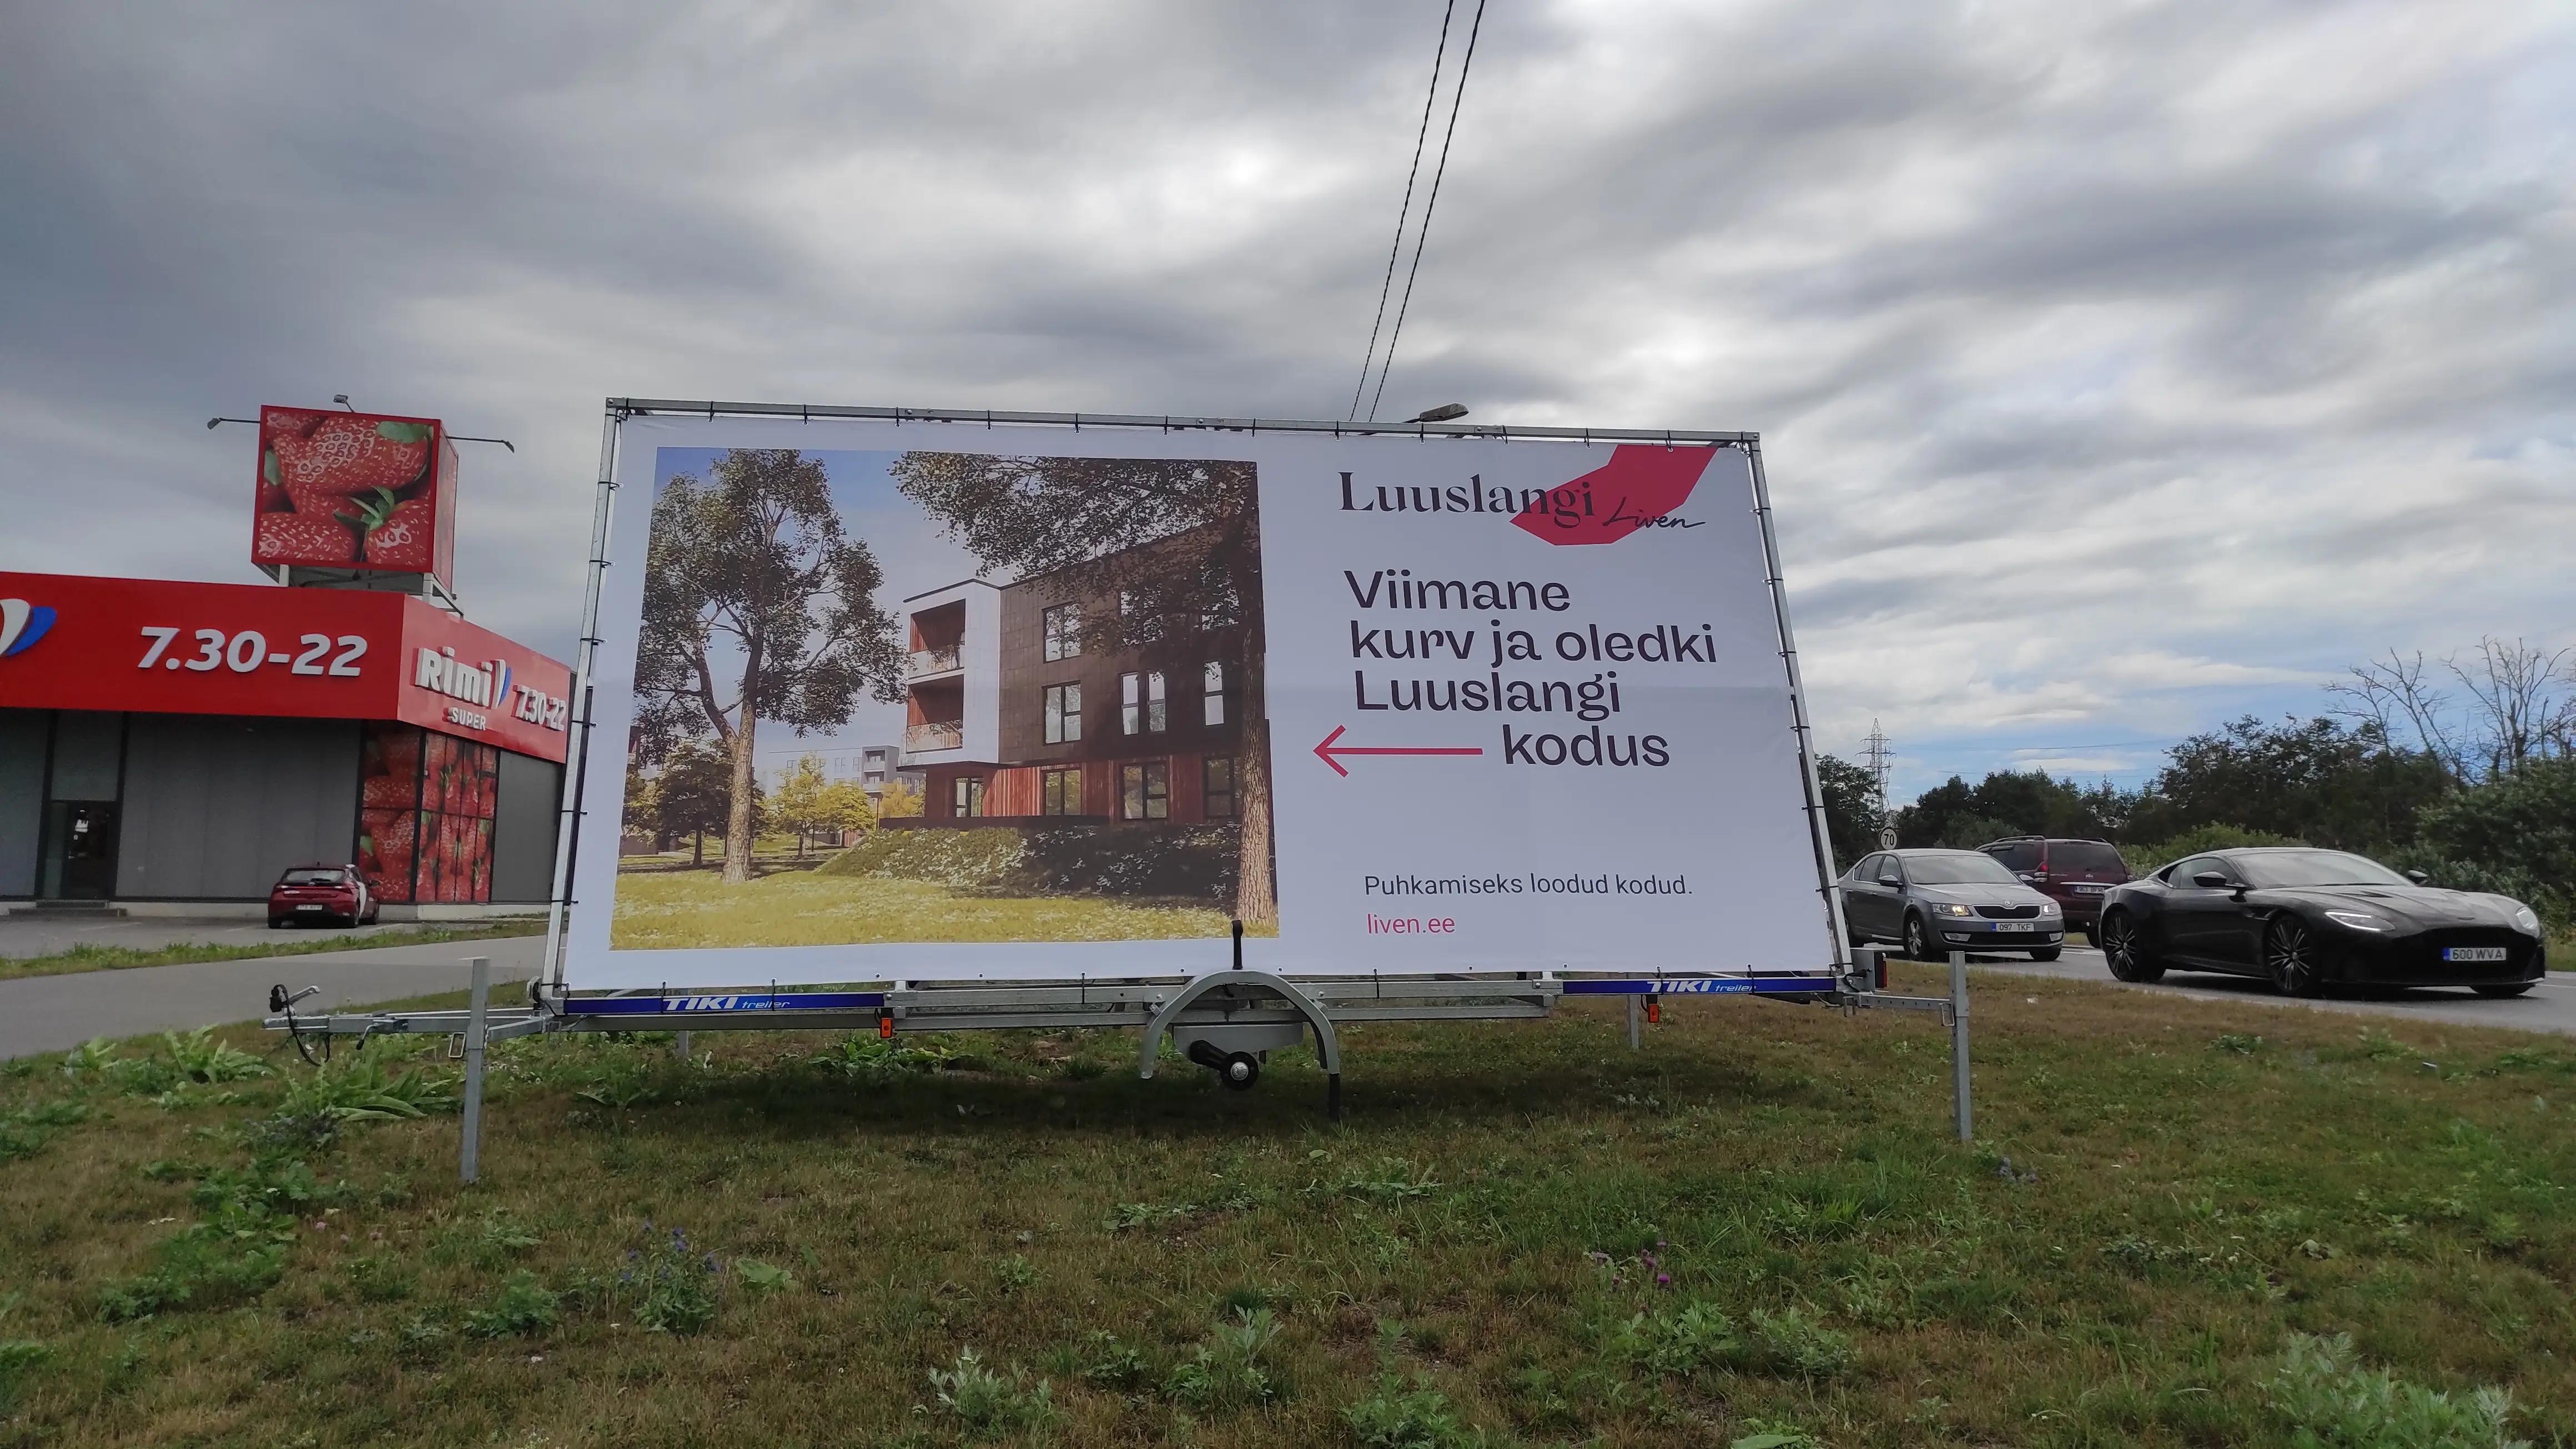 7.30-22
Rimi
SUPER
7.30-22
Luuslangi
Liven
Viimane
kurv ja oledki
Luuslangi
kodus
Puhkamiseks loodud kodud.
liven.ee
TIKI treiler
TIKI treiler
70
097 TKF
600 WVA